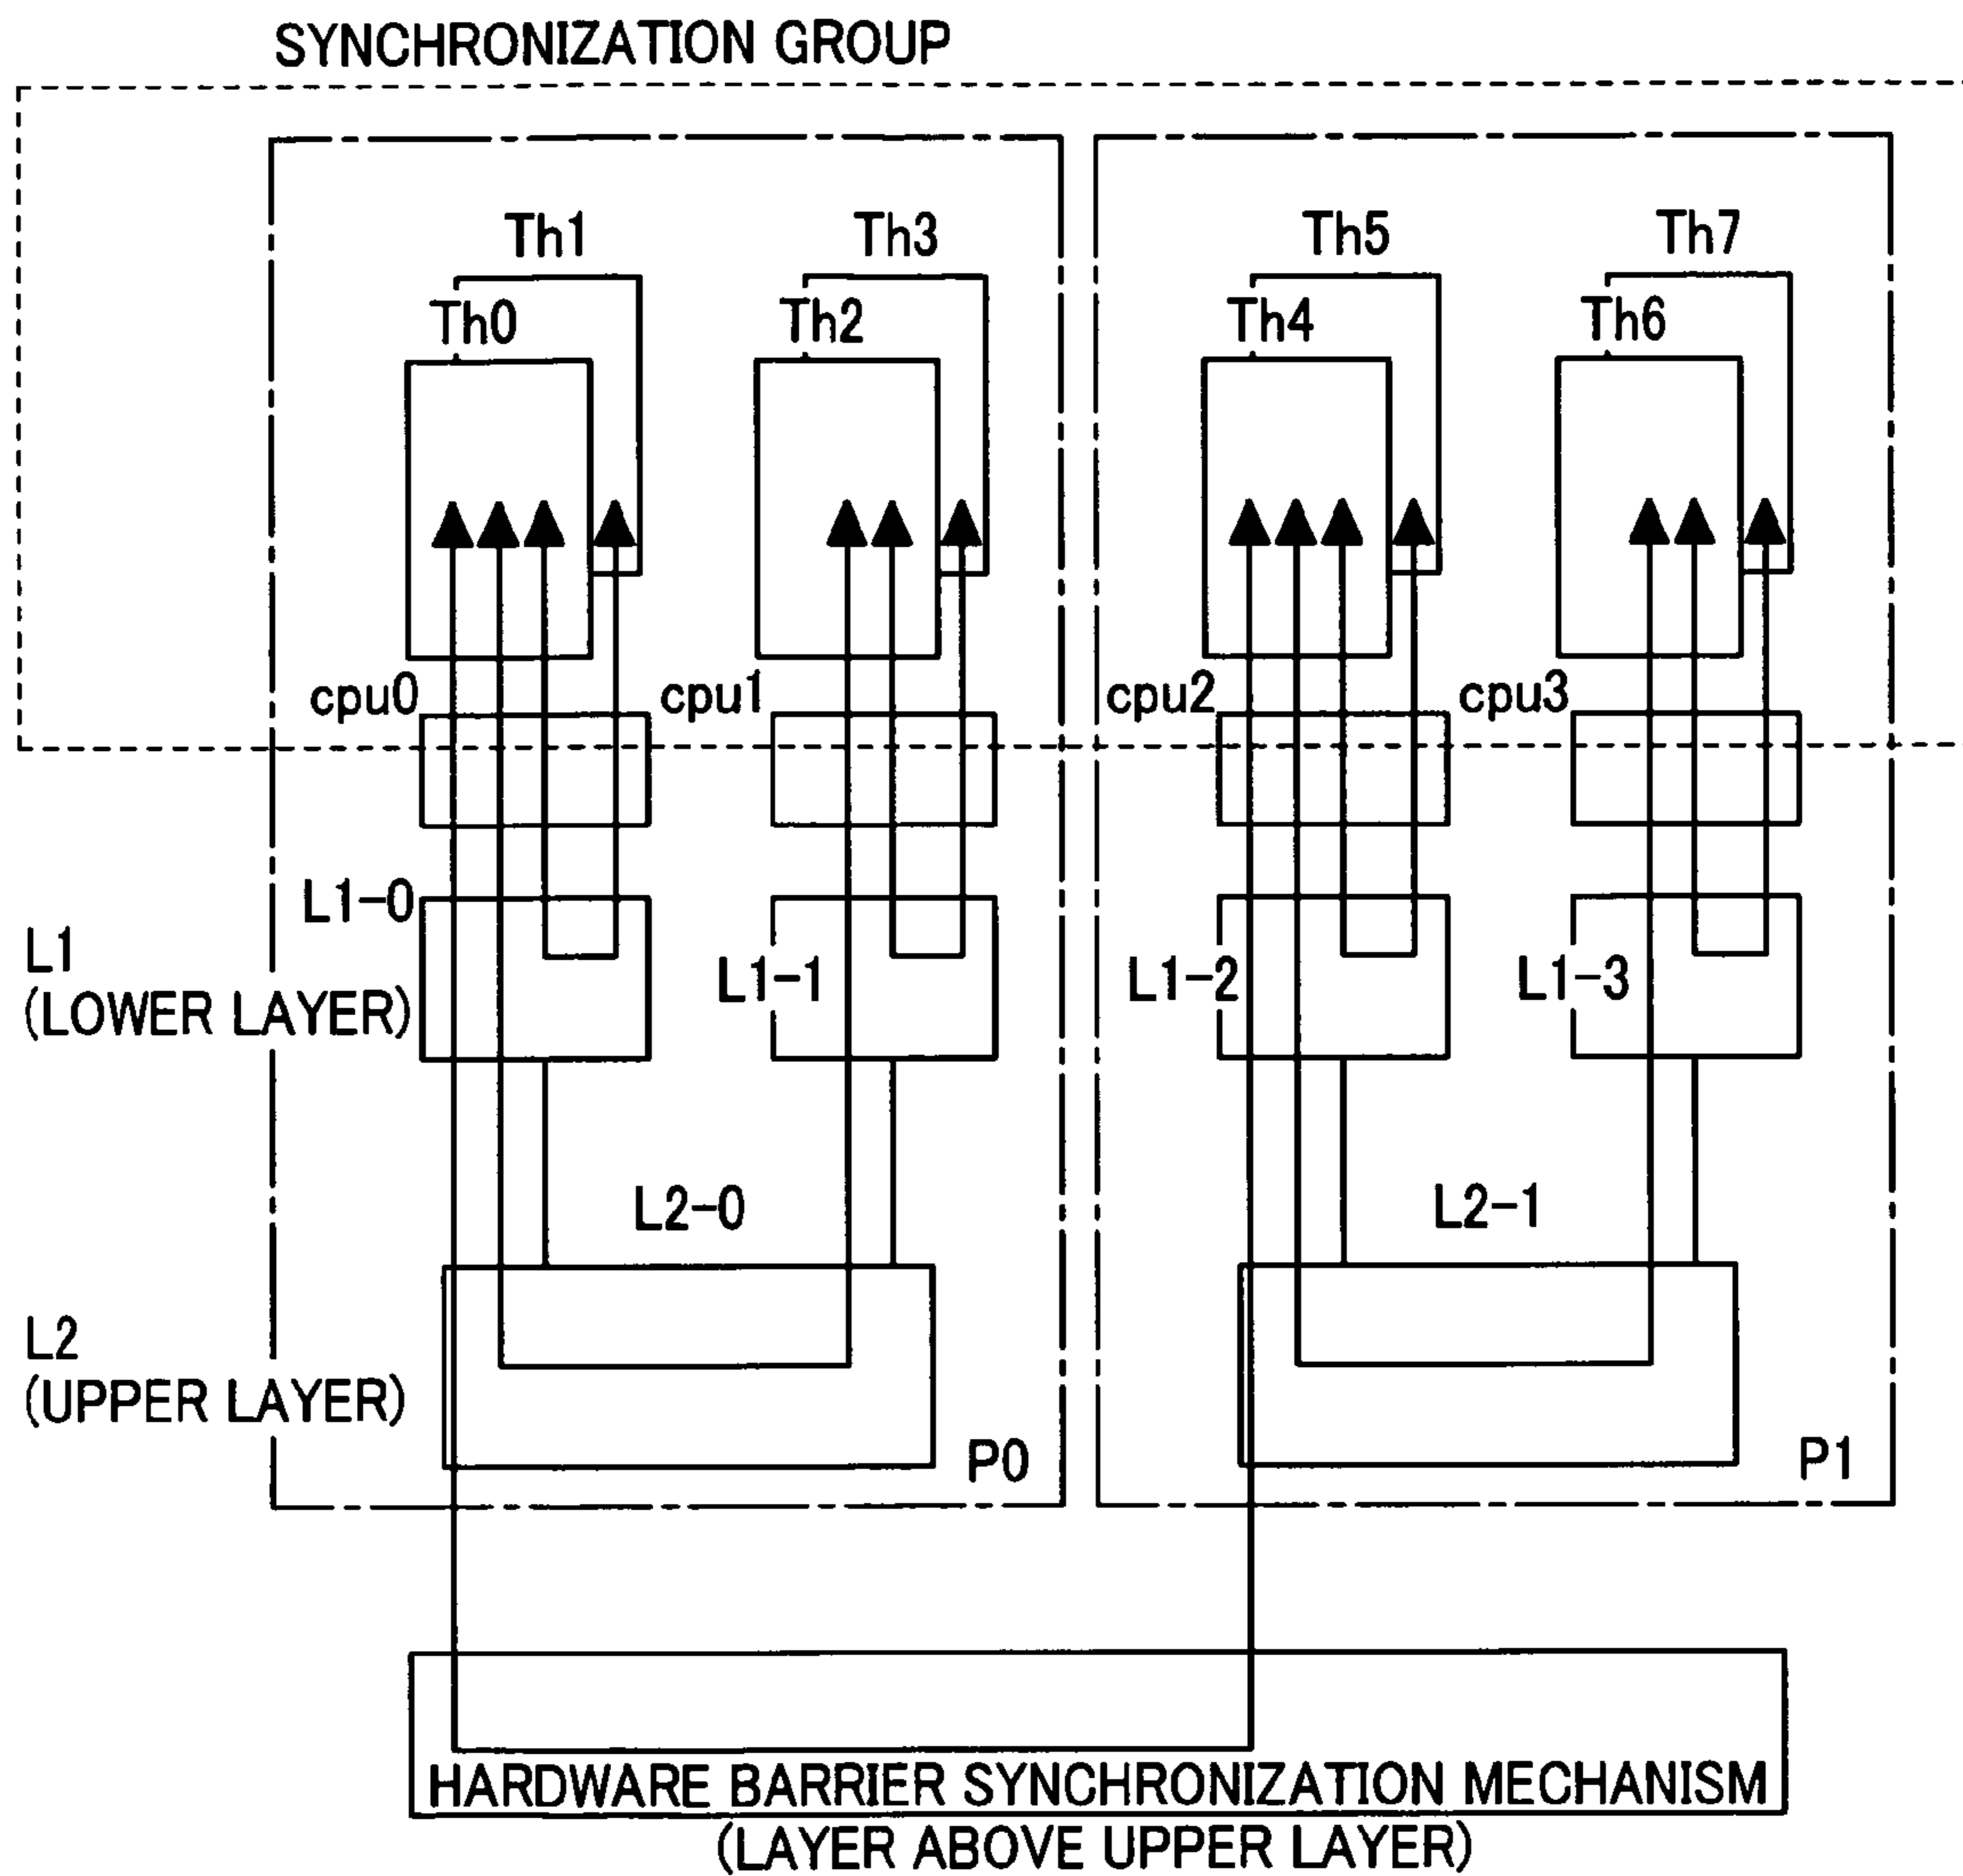 SYNCHRONIZATION GROUP
Th1
Th3
Th5
Th7
Th0
Th2
Th4
Th6
cpu0
cpu1
cpu2
cpu3
L1-0
L1
(LOWER LAYER)
L1-1
L1-2
L1-3
L2-0
L2-1
L2
(UPPER LAYER)
P0
P1
HARDWARE BARRIER SYNCHRONIZATION MECHANISM
(LAYER ABOVE UPPER LAYER)